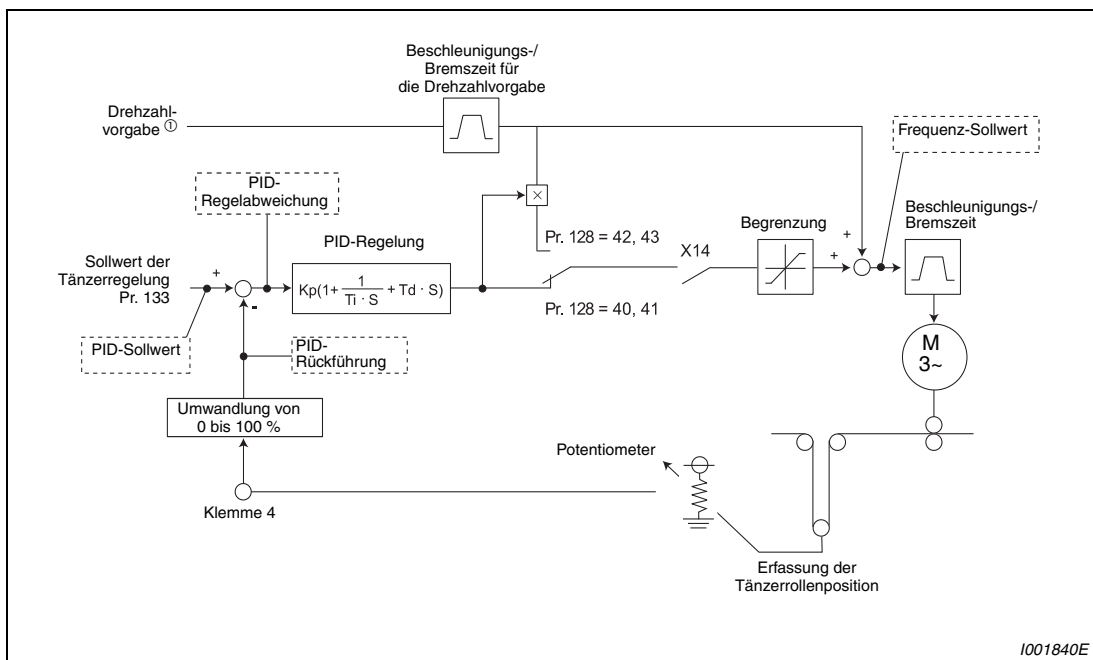 Beschleunigungs-/
Bremszeit für
die Drehzahlvorgabe
Drehzahl-
vorgabe ①
Frequenz-Sollwert
PID-
Regelabweichung
×
+
Beschleunigungs-/
Bremszeit
Begrenzung
PID-Regelung
Pr. 128 = 42, 43
X14
Sollwert der
Tänzerregelung
Pr. 133
+
-
Kp(1+ 1/(Ti · S) + Td · S)
+
Pr. 128 = 40, 41
PID-Sollwert
PID-
Rückführung
M
3~
Umwandlung von
0 bis 100 %
Potentiometer
Klemme 4
Erfassung der
Tänzerrollenposition
I001840E